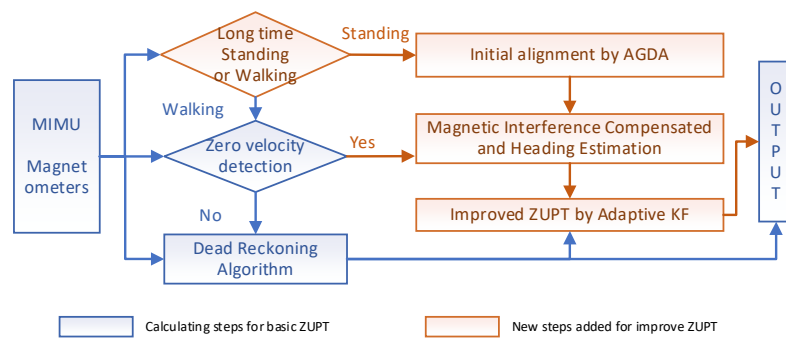 Long time
Standing
or Walking
Standing
Initial alignment by AGDA
Walking
MIMU
Magnet
ometers
Zero velocity
detection
Yes
Magnetic Interference Compensated
and Heading Estimation
No
Improved ZUPT by Adaptive KF
Dead Reckoning
Algorithm
O
U
T
P
U
T
Calculating steps for basic ZUPT
New steps added for improve ZUPT